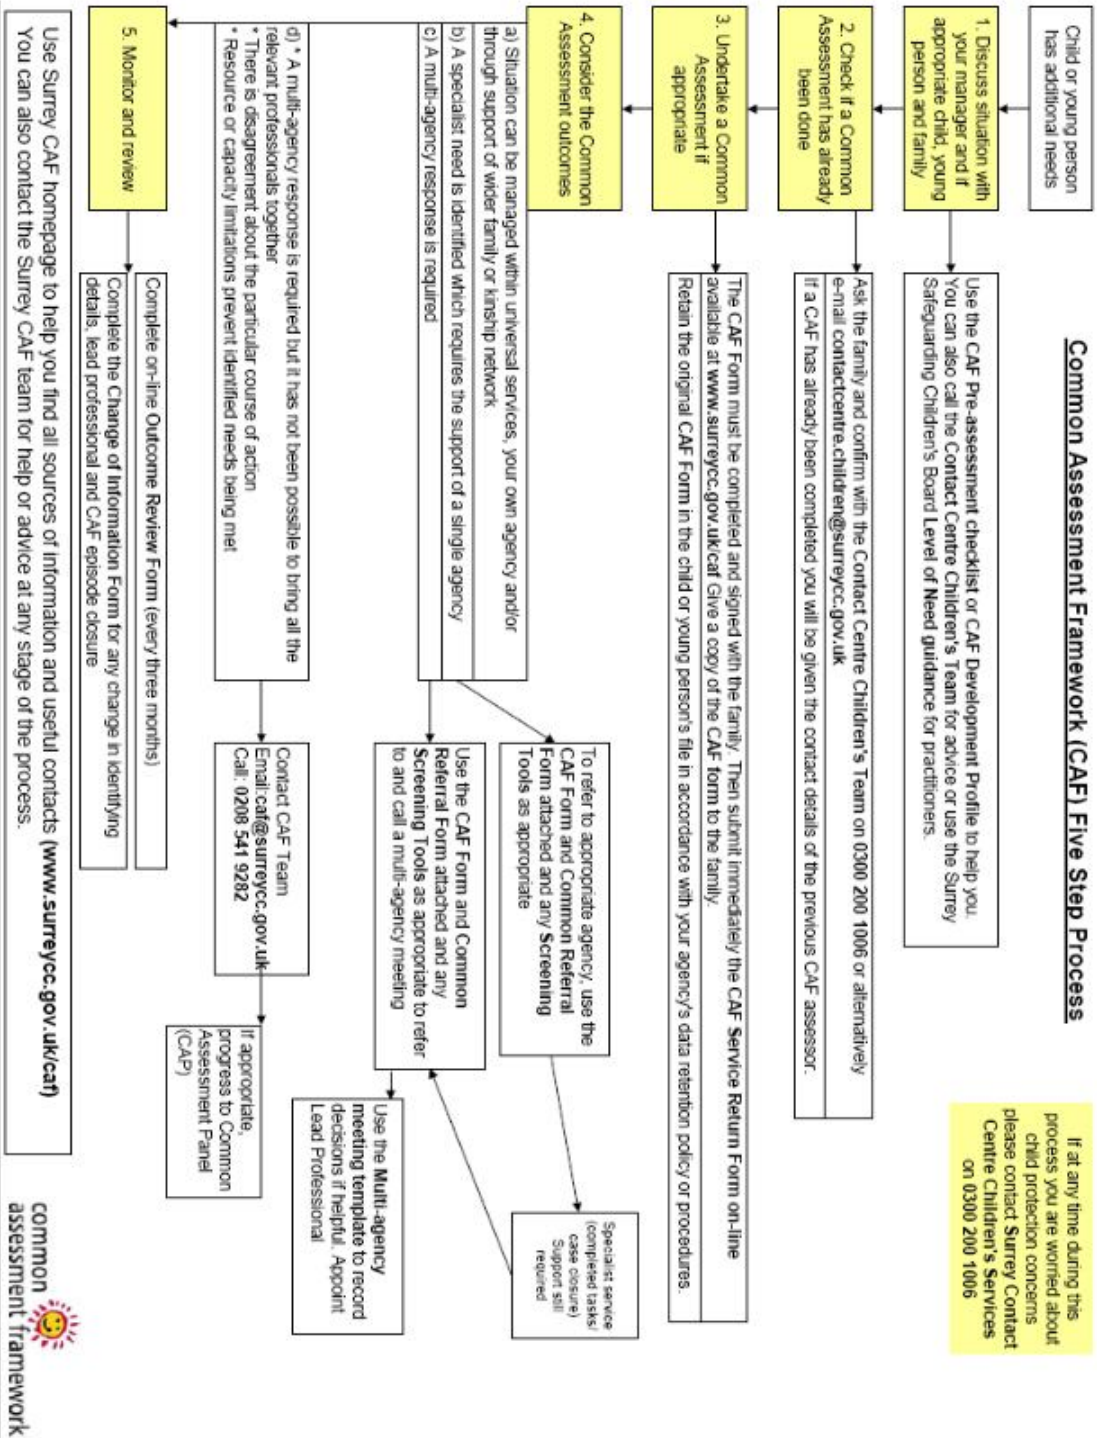 Common Assessment Framework (CAF) Five Step Process
If at any time during this
process you are worried about
child protection concerns
please contact Surrey Contact
Centre Children's Services
on 0300 200 1006
Child or young person
has additional needs
1. Discuss situation with
your manager and if
appropriate child, young
person and family
Use the CAF Pre-assessment checklist or CAF Development Profile to help you.
You can also call the Contact Centre Children's Team for advice or use the Surrey
Safeguarding Children's Board Level of Need guidance for practitioners.
2. Check if a Common
Assessment has already
been done
Ask the family and confirm with the Contact Centre Children's Team on 0300 200 1006 or alternatively
e-mail contactcentre.children@surreycc.gov.uk
If a CAF has already been completed you will be given the contact details of the previous CAF assessor.
3. Undertake a Common
Assessment if
appropriate
The CAF Form must be completed and signed with the family. Then submit immediately the CAF Service Return Form on-line
available at www.surreycc.gov.uk/caf Give a copy of the CAF form to the family.
Retain the original CAF Form in the child or young person's file in accordance with your agency's data retention policy or procedures.
4. Consider the Common
Assessment outcomes
a) Situation can be managed within universal services, your own agency and/or
through support of wider family or kinship network
b) A specialist need is identified which requires the support of a single agency
c) A multi-agency response is required
To refer to appropriate agency, use the
CAF Form and Common Referral
Form attached and any Screening
Tools as appropriate
Specialist service
(completed tasks/
case closure)
Support still
required
Use the CAF Form and Common
Referral Form attached and any
Screening Tools as appropriate to refer
to and call a multi-agency meeting
Use the Multi-agency
meeting template to record
decisions if helpful. Appoint
Lead Professional
d) * A multi-agency response is required but it has not been possible to bring all the
relevant professionals together
* There is disagreement about the particular course of action
* Resource or capacity limitations prevent identified needs being met
Contact CAF Team
Email:caf@surreycc.gov.uk
Call: 0208 541 9282
If appropriate,
progress to Common
Assessment Panel
(CAP)
5. Monitor and review
Complete on-line Outcome Review Form (every three months)
Complete the Change of Information Form for any change in identifying
details, lead professional and CAF episode closure
Use Surrey CAF homepage to help you find all sources of information and useful contacts (www.surreycc.gov.uk/caf)
You can also contact the Surrey CAF team for help or advice at any stage of the process.
common
assessment framework